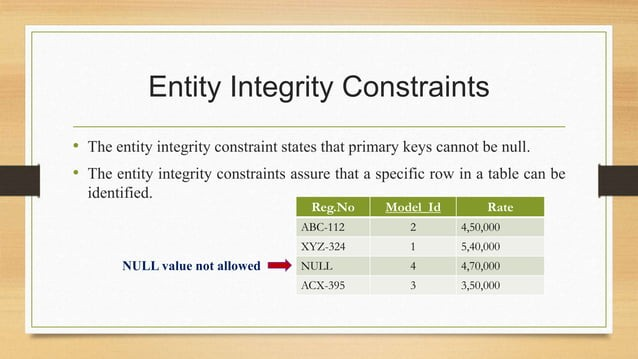 Entity Integrity Constraints
• The entity integrity constraint states that primary keys cannot be null.
• The entity integrity constraints assure that a specific row in a table can be
identified.
Reg.No Model_Id Rate
ABC-112 2 4,50,000
XYZ-324 1 5,40,000
NULL value not allowed NULL 4 4,70,000
ACX-395 3 3,50,000